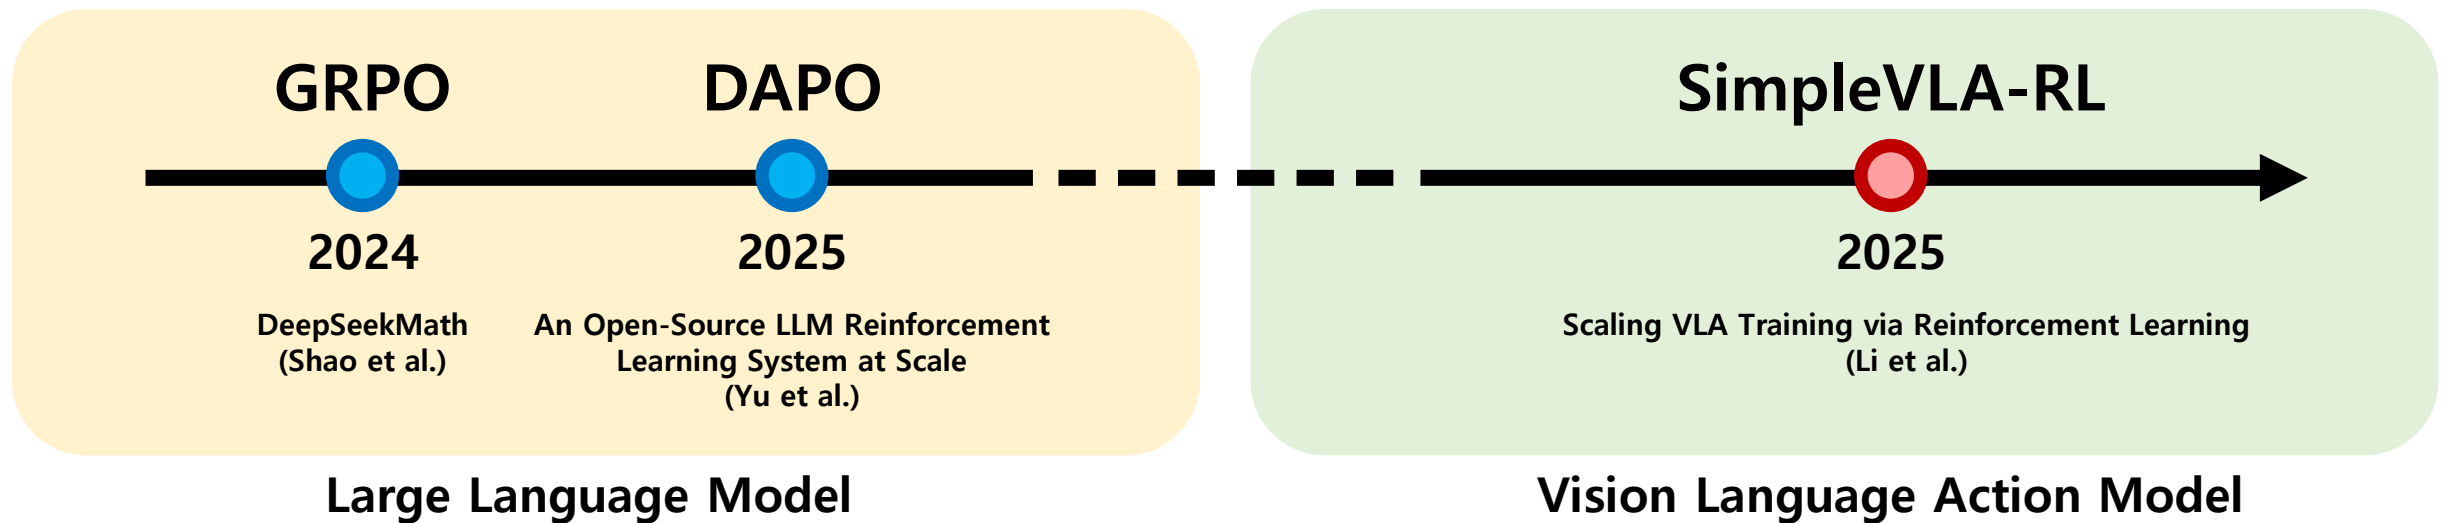 GRPO
2024
DeepSeekMath
(Shao et al.)
DAPO
2025
An Open-Source LLM Reinforcement
Learning System at Scale
(Yu et al.)
Large Language Model
SimpleVLA-RL
2025
Scaling VLA Training via Reinforcement Learning
(Li et al.)
Vision Language Action Model